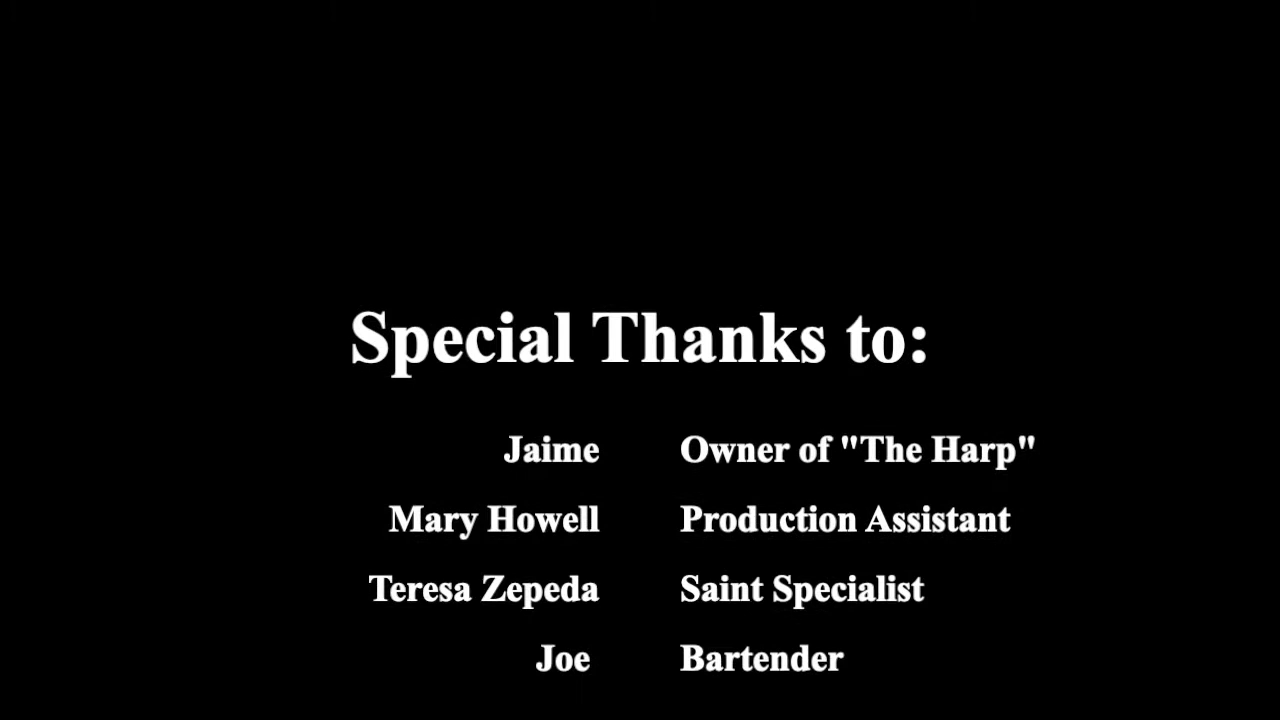 Special Thanks to:
Jaime Owner of "The Harp"
Mary Howell Production Assistant
Teresa Zepeda Saint Specialist
Joe Bartender